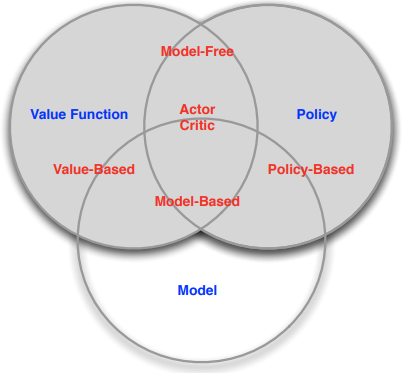 Model-Free
Value Function
Actor
Critic
Policy
Value-Based
Policy-Based
Model-Based
Model